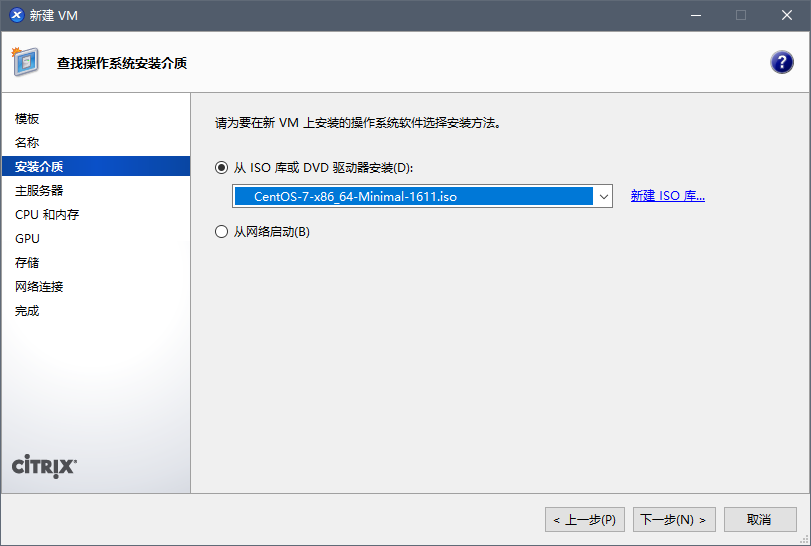 新建 VM
查找操作系统安装介质
?
模板
名称
安装介质
主服务器
CPU 和内存
GPU
存储
网络连接
完成
请为要在新 VM 上安装的操作系统软件选择安装方法。
从 ISO 库或 DVD 驱动器安装(D):
CentOS-7-x86_64-Minimal-1611.iso
新建 ISO 库...
从网络启动(B)
CITRIX
< 上一步(P)
下一步(N) >
取消